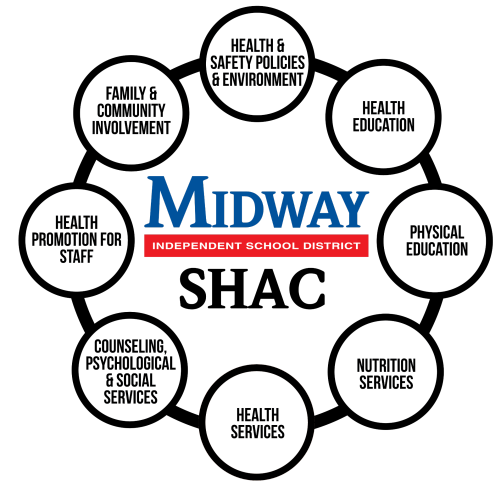 HEALTH &
SAFETY POLICIES
& ENVIRONMENT
HEALTH
EDUCATION
PHYSICAL
EDUCATION
NUTRITION
SERVICES
HEALTH
SERVICES
COUNSELING,
PSYCHOLOGICAL
& SOCIAL
SERVICES
HEALTH
PROMOTION FOR
STAFF
FAMILY &
COMMUNITY
INVOLVEMENT
MIDWAY
INDEPENDENT SCHOOL DISTRICT
SHAC